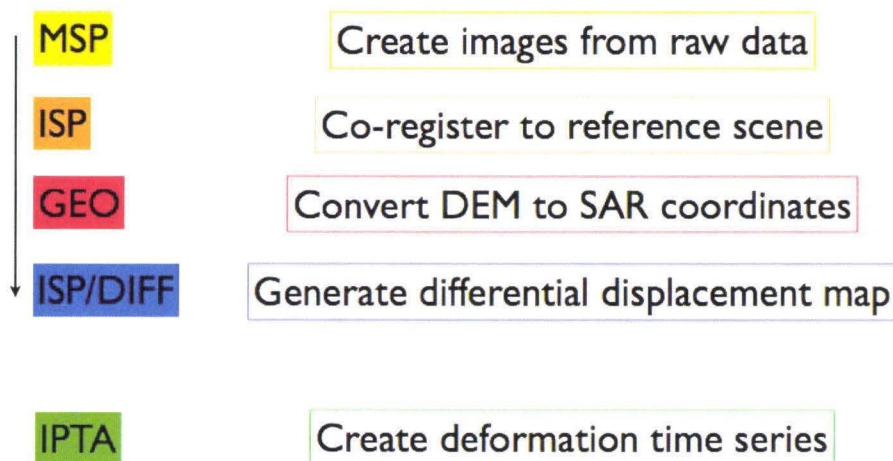 MSP Create images from raw data
ISP Co-register to reference scene
GEO Convert DEM to SAR coordinates
ISP/DIFF Generate differential displacement map
IPTA Create deformation time series